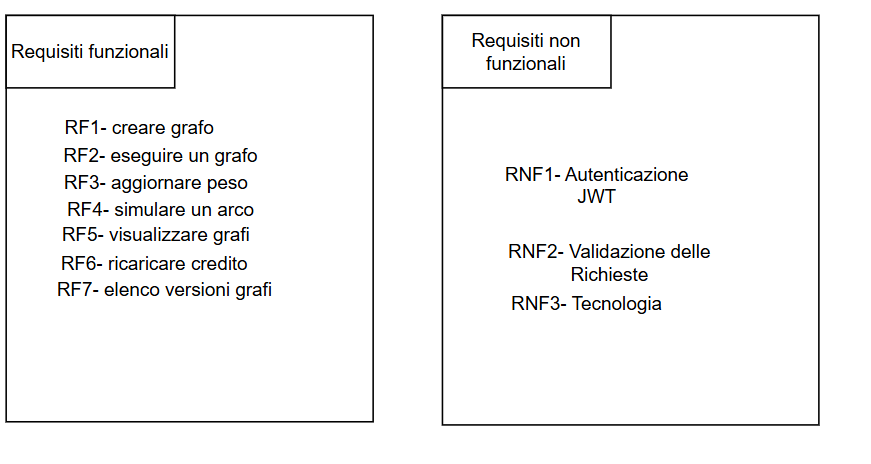 Requisiti funzionali
RF1- creare grafo
RF2- eseguire un grafo
RF3- aggiornare peso
RF4- simulare un arco
RF5- visualizzare grafi
RF6- ricaricare credito
RF7- elenco versioni grafi
Requisiti non
funzionali
RNF1- Autenticazione
JWT
RNF2- Validazione delle
Richieste
RNF3- Tecnologia